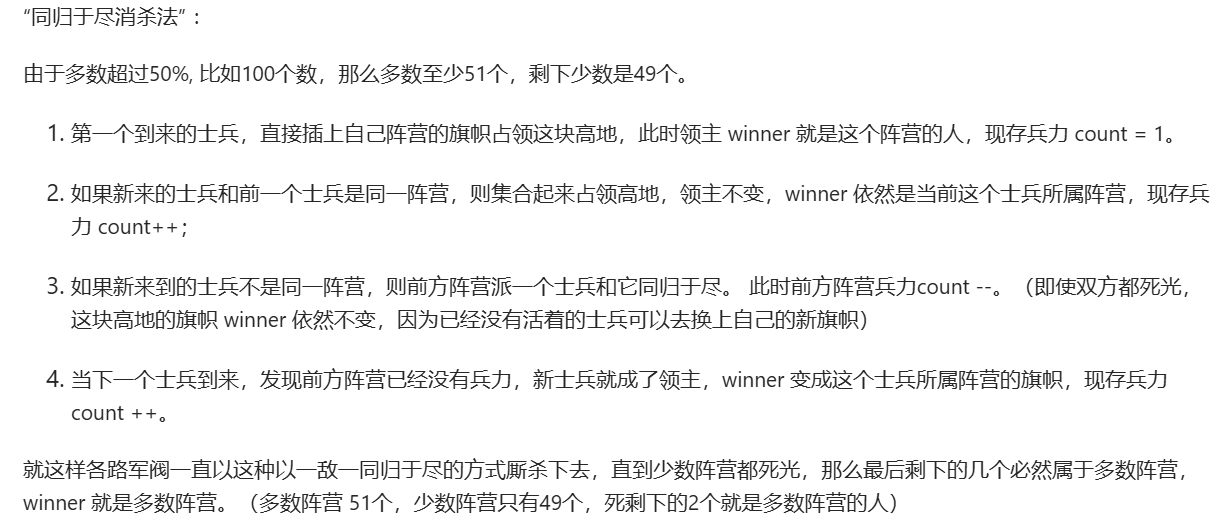 “同归于尽消杀法”：
由于多数超过50%, 比如100个数，那么多数至少51个，剩下少数是49个。
1. 第一个到来的士兵，直接插上自己阵营的旗帜占领这块高地，此时领主 winner 就是这个阵营的人，现存兵力 count = 1。
2. 如果新来的士兵和前一个士兵是同一阵营，则集合起来占领高地，领主不变，winner 依然是当前这个士兵所属阵营，现存兵
力 count++；
3. 如果新来到的士兵不是同一阵营，则前方阵营派一个士兵和它同归于尽。 此时前方阵营兵力count --。（即使双方都死光，
这块高地的旗帜 winner 依然不变，因为已经没有活着的士兵可以去换上自己的新旗帜）
4. 当下一个士兵到来，发现前方阵营已经没有兵力，新士兵就成了领主，winner 变成这个士兵所属阵营的旗帜，现存兵力
count ++。
就这样各路军阀一直以这种以一敌一同归于尽的方式厮杀下去，直到少数阵营都死光，那么最后剩下的几个必然属于多数阵营，
winner 就是多数阵营。（多数阵营 51个，少数阵营只有49个，死剩下的2个就是多数阵营的人）